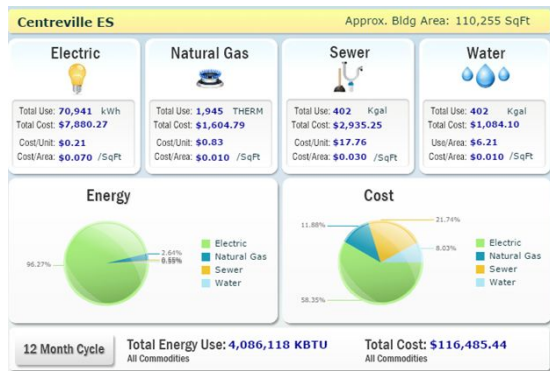 Centreville ES
Approx. Bldg Area: 110,255 SqFt
Electric
Total Use: 70,941 kWh
Total Cost: $7,880.27
Cost/Unit: $0.21
Cost/Area: $0.070 /SqFt
Natural Gas
Total Use: 1,945 THERM
Total Cost: $1,604.79
Cost/Unit: $0.83
Cost/Area: $0.010 /SqFt
Sewer
Total Use: 402 Kgal
Total Cost: $2,935.25
Cost/Unit: $17.76
Cost/Area: $0.030 /SqFt
Water
Total Use: 402 Kgal
Total Cost: $1,084.10
Use/Area: $6.21
Cost/Area: $0.010 /SqFt
Energy
96.27%
2.64%
Electric
Natural Gas
Sewer
Water
Cost
11.88%
21.74%
8.03%
58.35%
Electric
Natural Gas
Sewer
Water
12 Month Cycle
Total Energy Use: 4,086,118 KBTU
All Commodities
Total Cost: $116,485.44
All Commodities